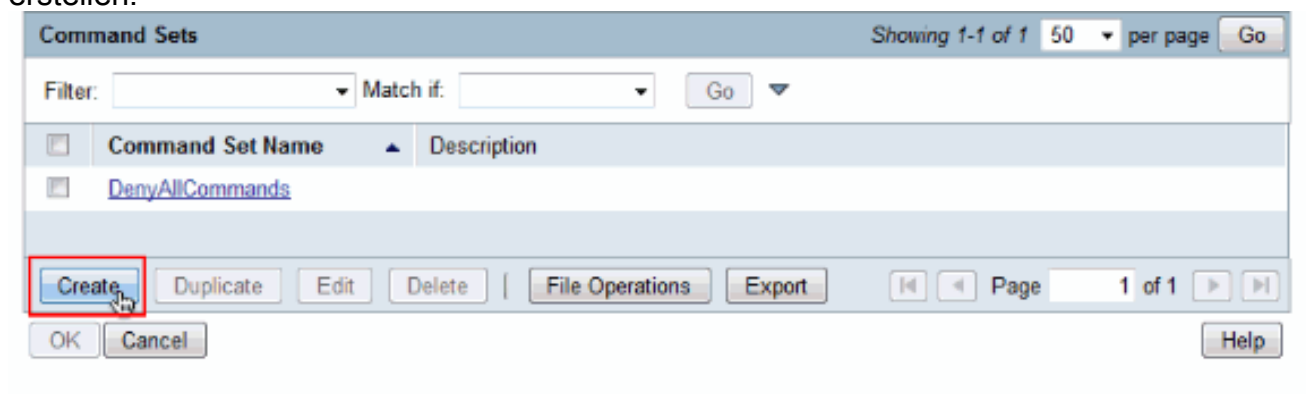 erstellen.
Command Sets Showing 1-1 of 1 50 per page Go
Filter: Match if: Go
Command Set Name Description
DenyAllCommands
Create Duplicate Edit Delete | File Operations Export Page 1 of 1
OK Cancel Help